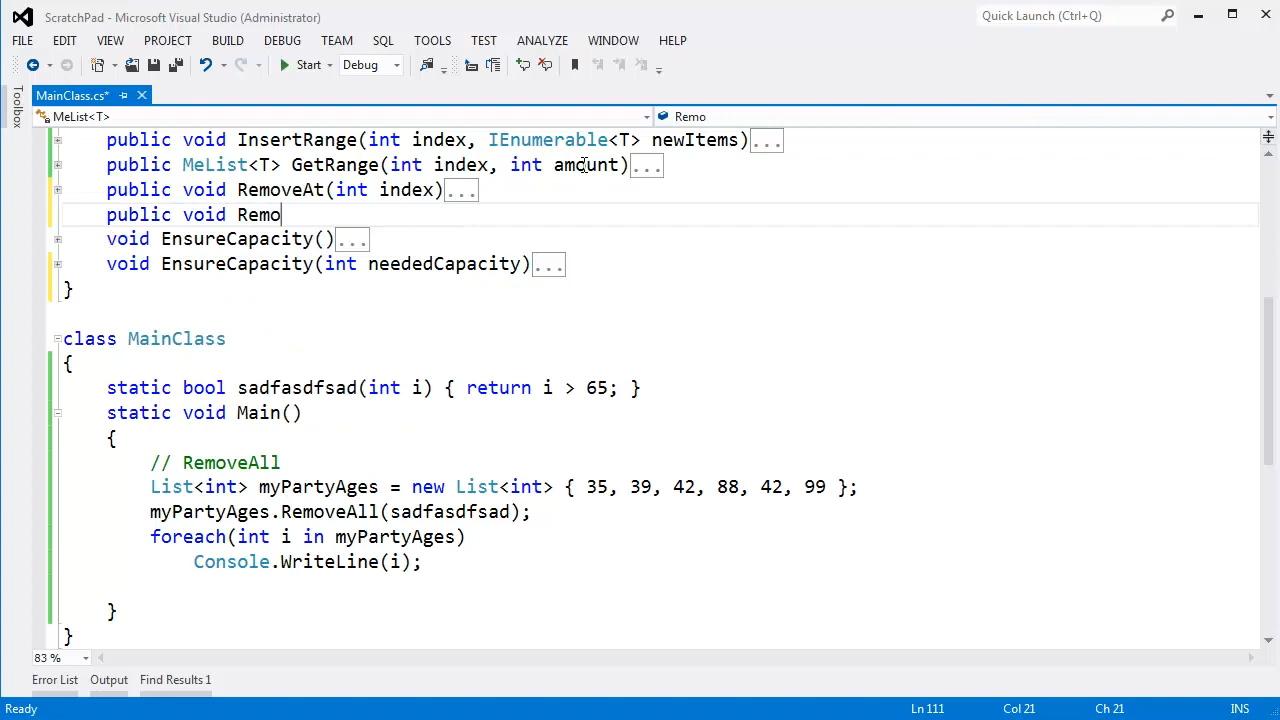 ScratchPad - Microsoft Visual Studio (Administrator)
Quick Launch (Ctrl+Q)
FILE EDIT VIEW PROJECT BUILD DEBUG TEAM SQL TOOLS TEST ANALYZE WINDOW HELP
Start Debug
Toolbox
MainClass.cs*
MeList<T> Remo
public void InsertRange(int index, IEnumerable<T> newItems)...
public MeList<T> GetRange(int index, int amount)...
public void RemoveAt(int index)...
public void Remo
void EnsureCapacity()...
void EnsureCapacity(int neededCapacity)...
}
class MainClass
{
static bool sadfasdfsad(int i) { return i > 65; }
static void Main()
{
// RemoveAll
List<int> myPartyAges = new List<int> { 35, 39, 42, 88, 42, 99 };
myPartyAges.RemoveAll(sadfasdfsad);
foreach(int i in myPartyAges)
Console.WriteLine(i);
}
}
83 %
Error List Output Find Results 1
Ready Ln 111 Col 21 Ch 21 INS